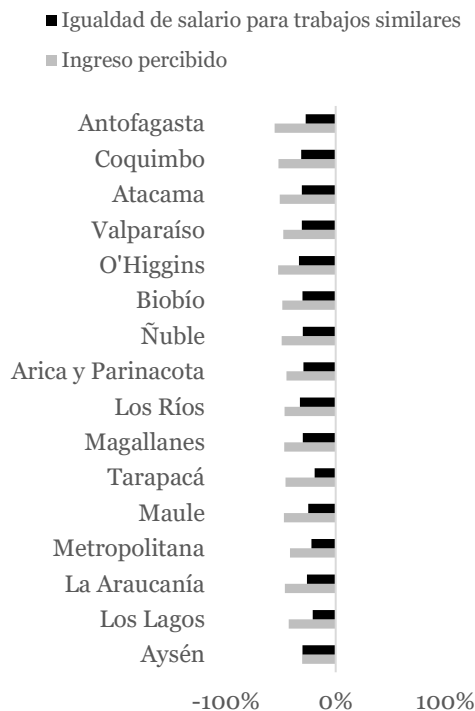 Igualdad de salario para trabajos similares
Ingreso percibido
Antofagasta
Coquimbo
Atacama
Valparaíso
O'Higgins
Biobío
Ñuble
Arica y Parinacota
Los Ríos
Magallanes
Tarapacá
Maule
Metropolitana
La Araucanía
Los Lagos
Aysén
-100% 0% 100%